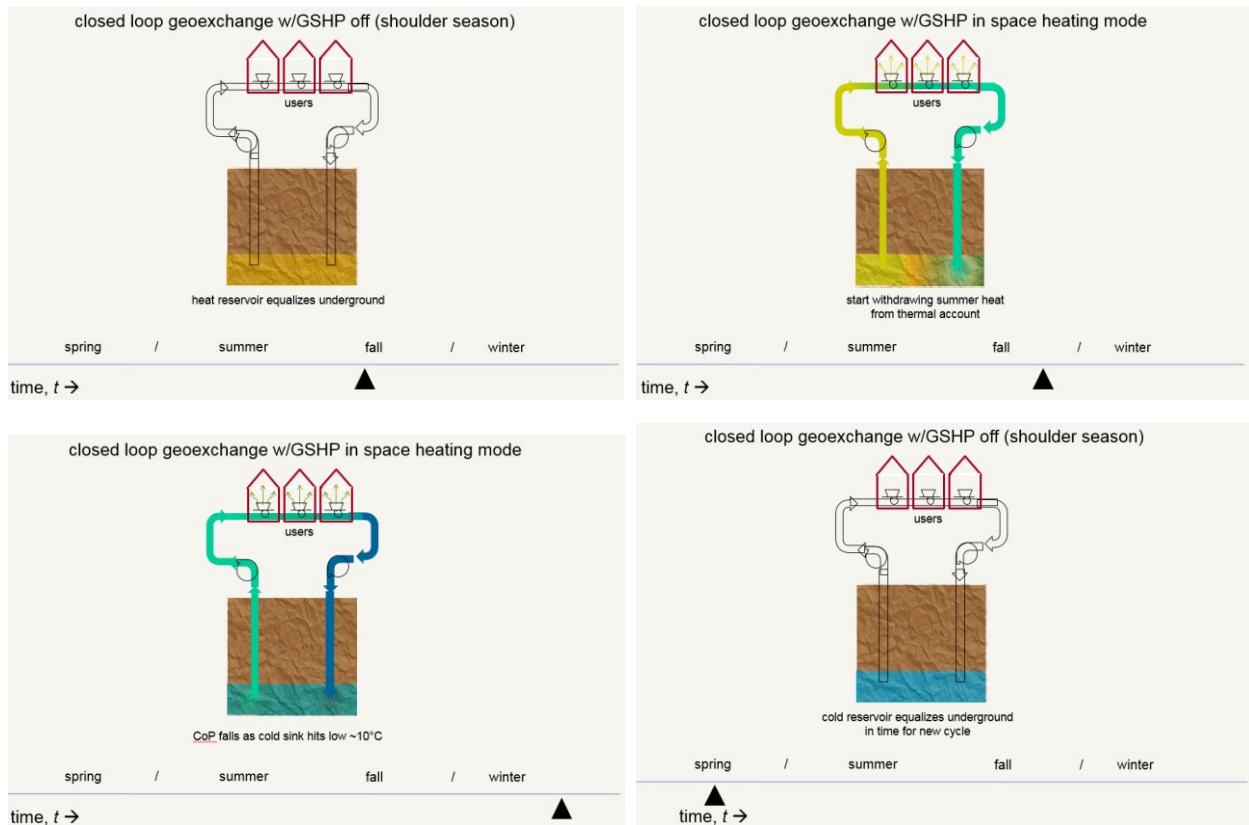 closed loop geoexchange w/GSHP off (shoulder season)
users
heat reservoir equalizes underground
spring / summer fall / winter
time, t →
closed loop geoexchange w/GSHP in space heating mode
users
start withdrawing summer heat
from thermal account
spring / summer fall / winter
time, t →
closed loop geoexchange w/GSHP in space heating mode
users
CoP falls as cold sink hits low ~10°C
spring / summer fall / winter
time, t →
closed loop geoexchange w/GSHP off (shoulder season)
users
cold reservoir equalizes underground
in time for new cycle
spring / summer fall / winter
time, t →